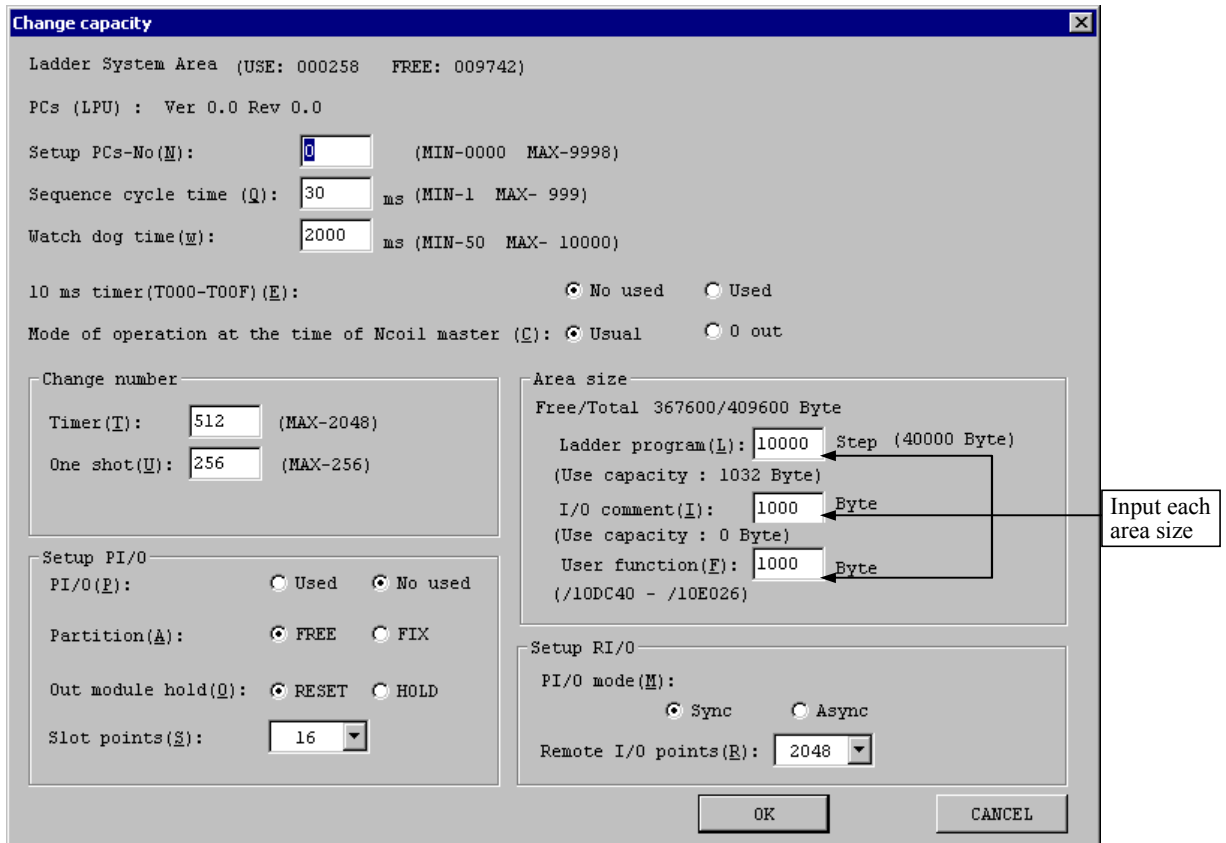 Change capacity
Ladder System Area (USE: 000258 FREE: 009742)
PCs (LPU) : Ver 0.0 Rev 0.0
Setup PCs-No(N): 0 (MIN-0000 MAX-9998)
Sequence cycle time (Q): 30 ms (MIN-1 MAX- 999)
Watch dog time(w): 2000 ms (MIN-50 MAX- 10000)
10 ms timer(T000-T00F)(E): No used Used
Mode of operation at the time of Ncoil master (C): Usual 0 out
Change number
Timer(T): 512 (MAX-2048)
One shot(U): 256 (MAX-256)
Setup PI/O
PI/O(P): Used No used
Partition(A): FREE FIX
Out module hold(O): RESET HOLD
Slot points(S): 16
Area size
Free/Total 367600/409600 Byte
Ladder program(L): 10000 Step (40000 Byte)
(Use capacity : 1032 Byte)
I/O comment(I): 1000 Byte
(Use capacity : 0 Byte)
User function(F): 1000 Byte
(/10DC40 - /10E026)
Setup RI/O
PI/O mode(M):
Sync Async
Remote I/O points(R): 2048
OK CANCEL
Input each
area size